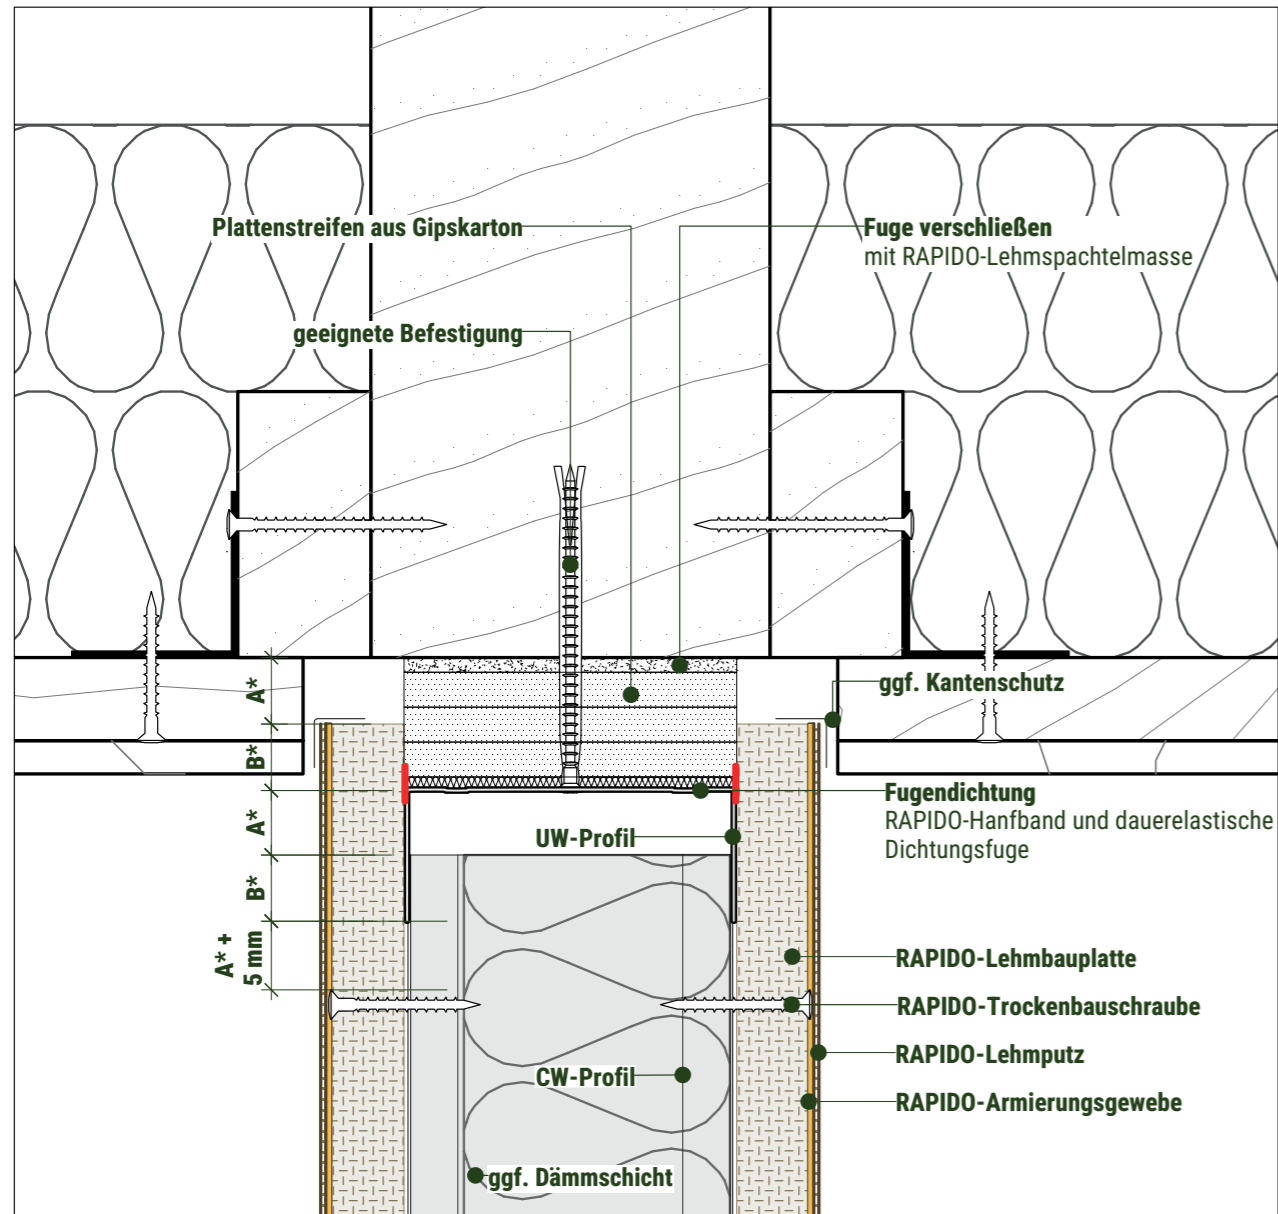 Plattenstreifen aus Gipskarton
Fuge verschließen
mit RAPIDO-Lehmspachtelmasse
geeignete Befestigung
A*
ggf. Kantenschutz
B*
Fugendichtung
RAPIDO-Hanfband und dauerelastische
Dichtungsfuge
A*
UW-Profil
B*
A* +
5 mm
RAPIDO-Lehmbauplatte
RAPIDO-Trockenbauschraube
RAPIDO-Lehmputz
CW-Profil
RAPIDO-Armierungsgewebe
ggf. Dämmschicht